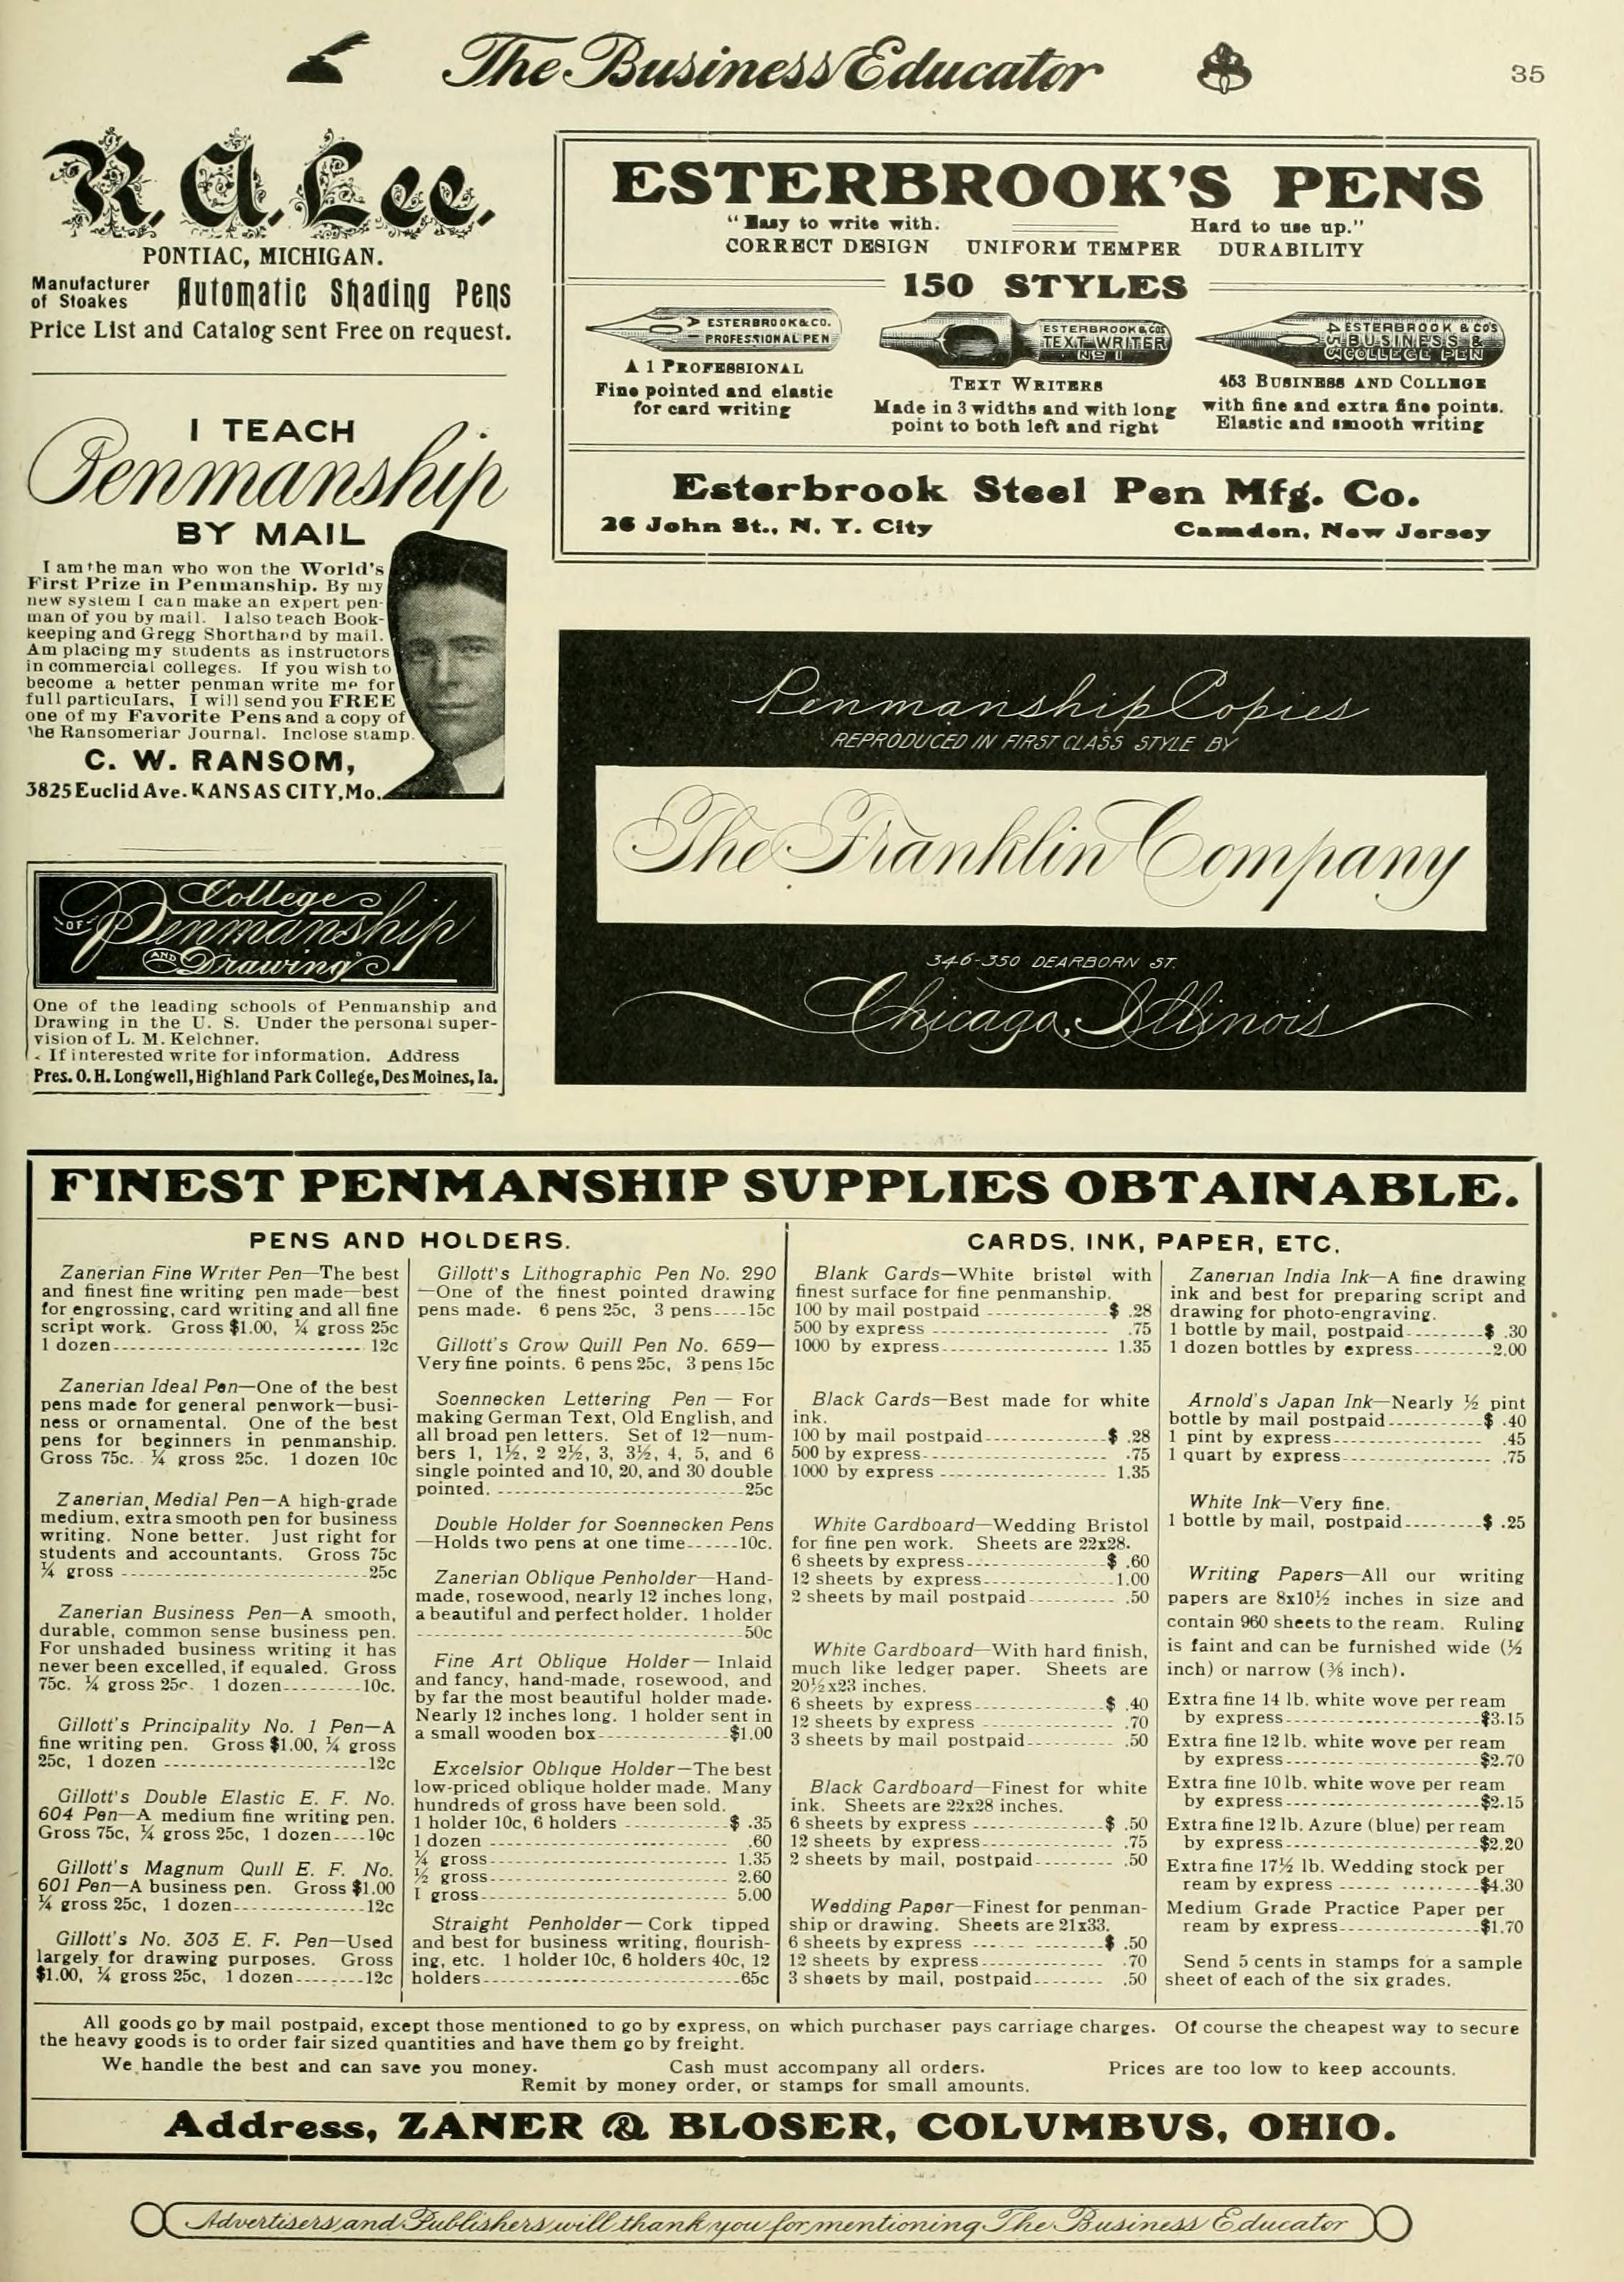 The Business Educator
35
R. A. Lee.
PONTIAC, MICHIGAN.
Manufacturer
of Stoakes
Automatic Shading Pens
Price List and Catalog sent Free on request.
I TEACH
Penmanship
BY MAIL
I am the man who won the World's
First Prize in Penmanship. By my
new system I can make an expert pen-
man of you by mail. I also teach Book-
keeping and Gregg Shorthand by mail.
Am placing my students as instructors
in commercial colleges. If you wish to
become a better penman write me for
full particulars, I will send you FREE
one of my Favorite Pens and a copy of
the Ransomeriar Journal. Inclose stamp.
C. W. RANSOM,
3825 Euclid Ave. KANSAS CITY, Mo.
College
OF Penmanship
AND Drawing
One of the leading schools of Penmanship and
Drawing in the U. S. Under the personal super-
vision of L. M. Kelchner.
If interested write for information. Address
Pres. O. H. Longwell, Highland Park College, Des Moines, Ia.
ESTERBROOK'S PENS
"Easy to write with. Hard to use up."
CORRECT DESIGN UNIFORM TEMPER DURABILITY
150 STYLES
ESTERBROOK & CO.
PROFESSIONAL PEN
A 1 PROFESSIONAL
Fine pointed and elastic
for card writing
ESTERBROOK & COS
TEXT WRITER
No 1
TEXT WRITERS
Made in 3 widths and with long
point to both left and right
ESTERBROOK & CO'S
BUSINESS &
COLLEGE PEN
453
453 BUSINESS AND COLLEGE
with fine and extra fine points.
Elastic and smooth writing
Esterbrook Steel Pen Mfg. Co.
26 John St., N. Y. City Camden, New Jersey
Penmanship Copies
REPRODUCED IN FIRST CLASS STYLE BY
The Franklin Company
346-350 DEARBORN ST.
Chicago, Illinois
FINEST PENMANSHIP SUPPLIES OBTAINABLE.
PENS AND HOLDERS.
Zanerian Fine Writer Pen—The best
and finest fine writing pen made—best
for engrossing, card writing and all fine
script work. Gross $1.00, ¼ gross 25c
1 dozen 12c
Zanerian Ideal Pen—One of the best
pens made for general penwork—busi-
ness or ornamental. One of the best
pens for beginners in penmanship.
Gross 75c. ¼ gross 25c. 1 dozen 10c
Zanerian Medial Pen—A high-grade
medium, extra smooth pen for business
writing. None better. Just right for
students and accountants. Gross 75c
¼ gross 25c
Zanerian Business Pen—A smooth,
durable, common sense business pen.
For unshaded business writing it has
never been excelled, if equaled. Gross
75c. ¼ gross 25c. 1 dozen 10c.
Gillott's Principality No. 1 Pen—A
fine writing pen. Gross $1.00, ¼ gross
25c, 1 dozen 12c
Gillott's Double Elastic E. F. No.
604 Pen—A medium fine writing pen.
Gross 75c, ¼ gross 25c, 1 dozen 10c
Gillott's Magnum Quill E. F. No.
601 Pen—A business pen. Gross $1.00
¼ gross 25c, 1 dozen 12c
Gillott's No. 303 E. F. Pen—Used
largely for drawing purposes. Gross
$1.00, ¼ gross 25c, 1 dozen 12c
Gillott's Lithographic Pen No. 290
—One of the finest pointed drawing
pens made. 6 pens 25c, 3 pens 15c
Gillott's Crow Quill Pen No. 659—
Very fine points. 6 pens 25c, 3 pens 15c
Soennecken Lettering Pen — For
making German Text, Old English, and
all broad pen letters. Set of 12—num-
bers 1, 1½, 2 2½, 3, 3½, 4, 5, and 6
single pointed and 10, 20, and 30 double
pointed. 25c
Double Holder for Soennecken Pens
—Holds two pens at one time 10c.
Zanerian Oblique Penholder—Hand-
made, rosewood, nearly 12 inches long,
a beautiful and perfect holder. 1 holder
50c
Fine Art Oblique Holder— Inlaid
and fancy, hand-made, rosewood, and
by far the most beautiful holder made.
Nearly 12 inches long. 1 holder sent in
a small wooden box $1.00
Excelsior Oblique Holder—The best
low-priced oblique holder made. Many
hundreds of gross have been sold.
1 holder 10c, 6 holders $ .35
1 dozen .60
¼ gross 1.35
½ gross 2.60
1 gross 5.00
Straight Penholder— Cork tipped
and best for business writing, flourish-
ing, etc. 1 holder 10c, 6 holders 40c, 12
holders 65c
CARDS, INK, PAPER, ETC.
Blank Cards—White bristol with
finest surface for fine penmanship.
100 by mail postpaid $ .28
500 by express .75
1000 by express 1.35
Black Cards—Best made for white
ink.
100 by mail postpaid $ .28
500 by express .75
1000 by express 1.35
White Cardboard—Wedding Bristol
for fine pen work. Sheets are 22x28.
6 sheets by express $ .60
12 sheets by express 1.00
2 sheets by mail postpaid .50
White Cardboard—With hard finish,
much like ledger paper. Sheets are
20½x23 inches.
6 sheets by express $ .40
12 sheets by express .70
3 sheets by mail postpaid .50
Black Cardboard—Finest for white
ink. Sheets are 22x28 inches.
6 sheets by express $ .50
12 sheets by express .75
2 sheets by mail, postpaid .50
Wedding Paper—Finest for penman-
ship or drawing. Sheets are 21x33.
6 sheets by express $ .50
12 sheets by express .70
3 sheets by mail, postpaid .50
Zanerian India Ink—A fine drawing
ink and best for preparing script and
drawing for photo-engraving.
1 bottle by mail, postpaid $ .30
1 dozen bottles by express 2.00
Arnold's Japan Ink—Nearly ½ pint
bottle by mail postpaid $ .40
1 pint by express .45
1 quart by express .75
White Ink—Very fine.
1 bottle by mail, postpaid $ .25
Writing Papers—All our writing
papers are 8x10½ inches in size and
contain 960 sheets to the ream. Ruling
is faint and can be furnished wide (½
inch) or narrow (⅜ inch).
Extra fine 14 lb. white wove per ream
by express $3.15
Extra fine 12 lb. white wove per ream
by express $2.70
Extra fine 10 lb. white wove per ream
by express $2.15
Extra fine 12 lb. Azure (blue) per ream
by express $2.20
Extra fine 17½ lb. Wedding stock per
ream by express $4.30
Medium Grade Practice Paper per
ream by express $1.70
Send 5 cents in stamps for a sample
sheet of each of the six grades.
All goods go by mail postpaid, except those mentioned to go by express, on which purchaser pays carriage charges. Of course the cheapest way to secure
the heavy goods is to order fair sized quantities and have them go by freight.
We handle the best and can save you money. Cash must accompany all orders. Prices are too low to keep accounts.
Remit by money order, or stamps for small amounts.
Address, ZANER & BLOSER, COLUMBUS, OHIO.
Advertisers and Publishers will thank you for mentioning The Business Educator